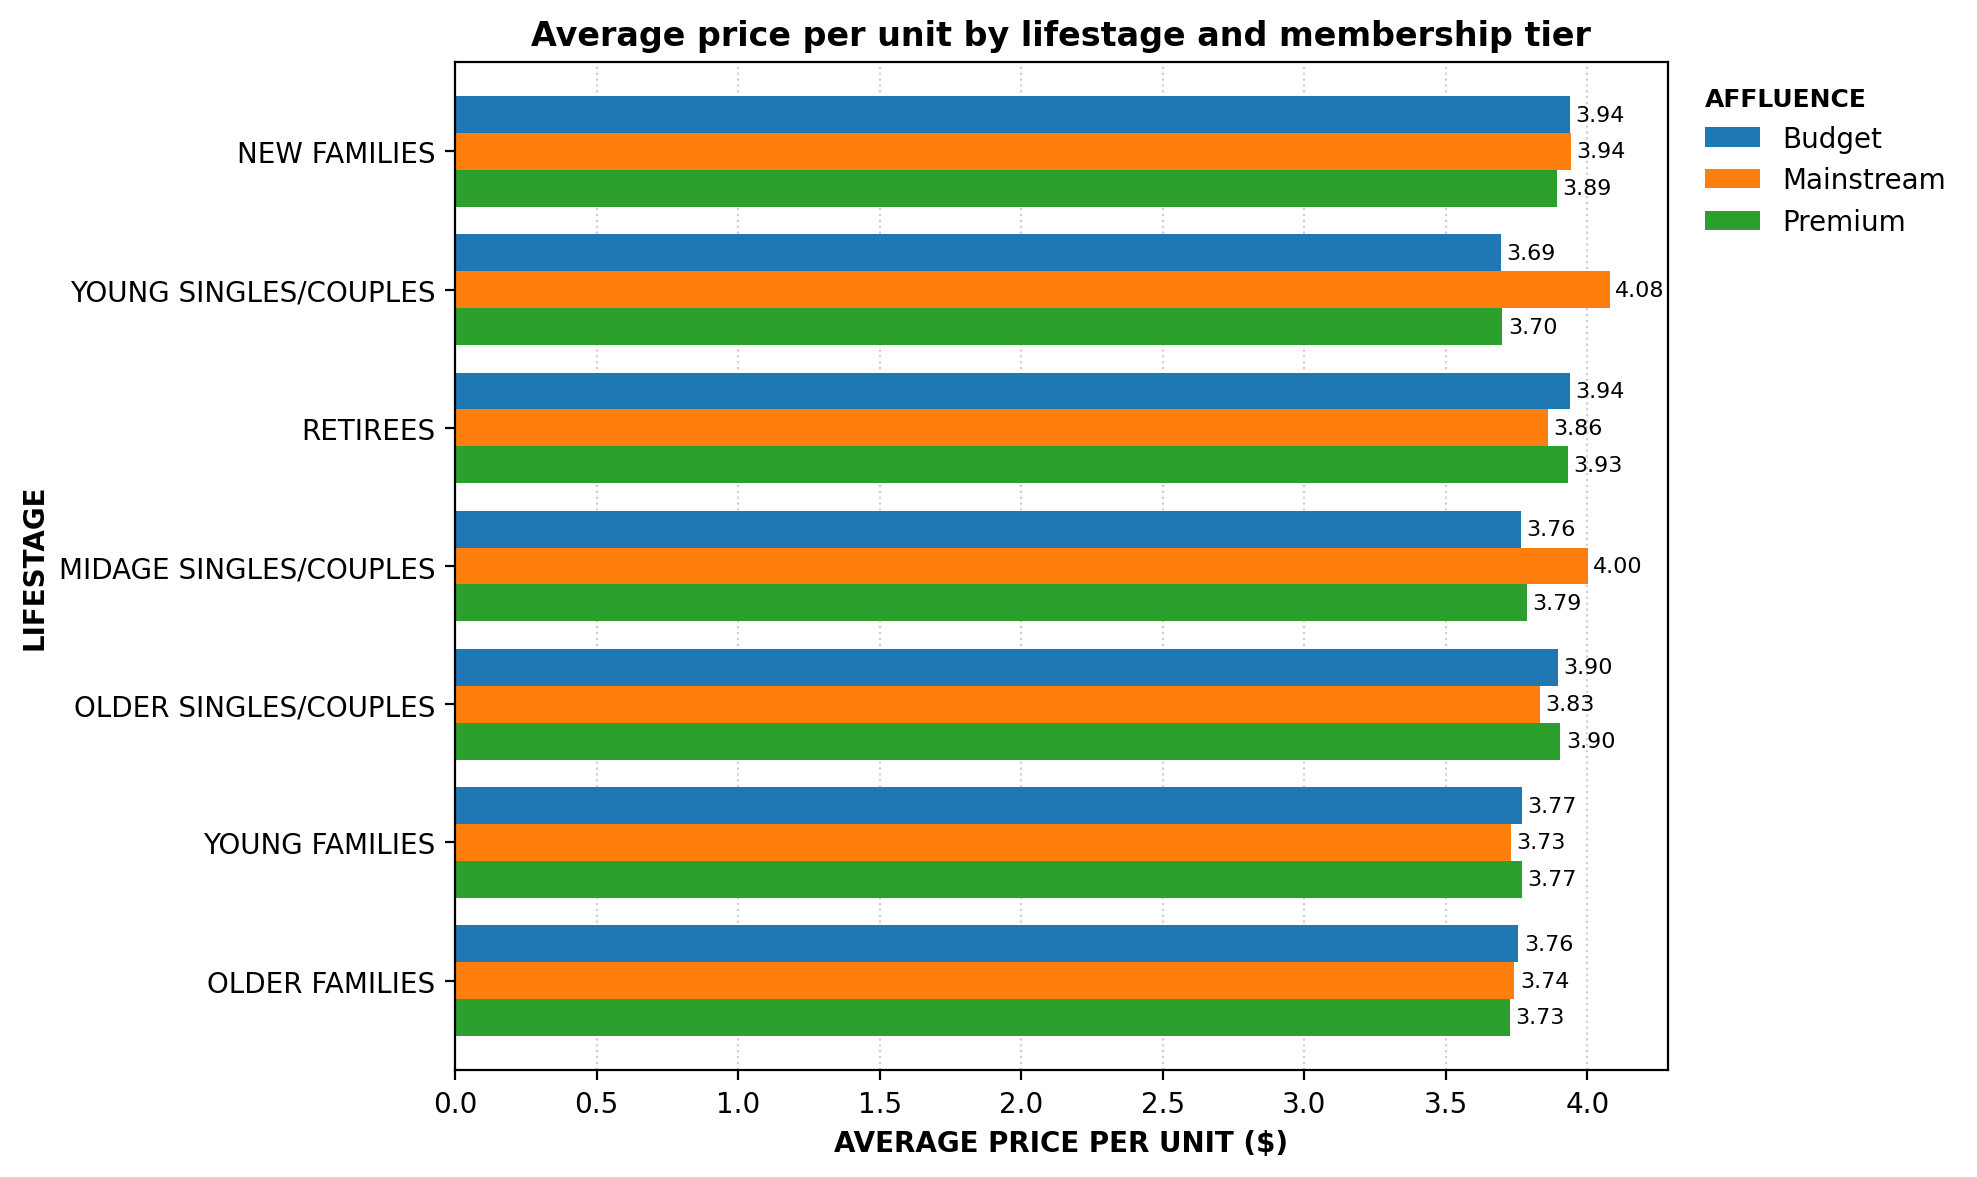 Average price per unit by lifestage and membership tier
AFFLUENCE
Budget
Mainstream
Premium
LIFESTAGE
NEW FAMILIES
3.94
3.94
3.89
YOUNG SINGLES/COUPLES
3.69
4.08
3.70
RETIREES
3.94
3.86
3.93
MIDAGE SINGLES/COUPLES
3.76
4.00
3.79
OLDER SINGLES/COUPLES
3.90
3.83
3.90
YOUNG FAMILIES
3.77
3.73
3.77
OLDER FAMILIES
3.76
3.74
3.73
0.0 0.5 1.0 1.5 2.0 2.5 3.0 3.5 4.0
AVERAGE PRICE PER UNIT ($)